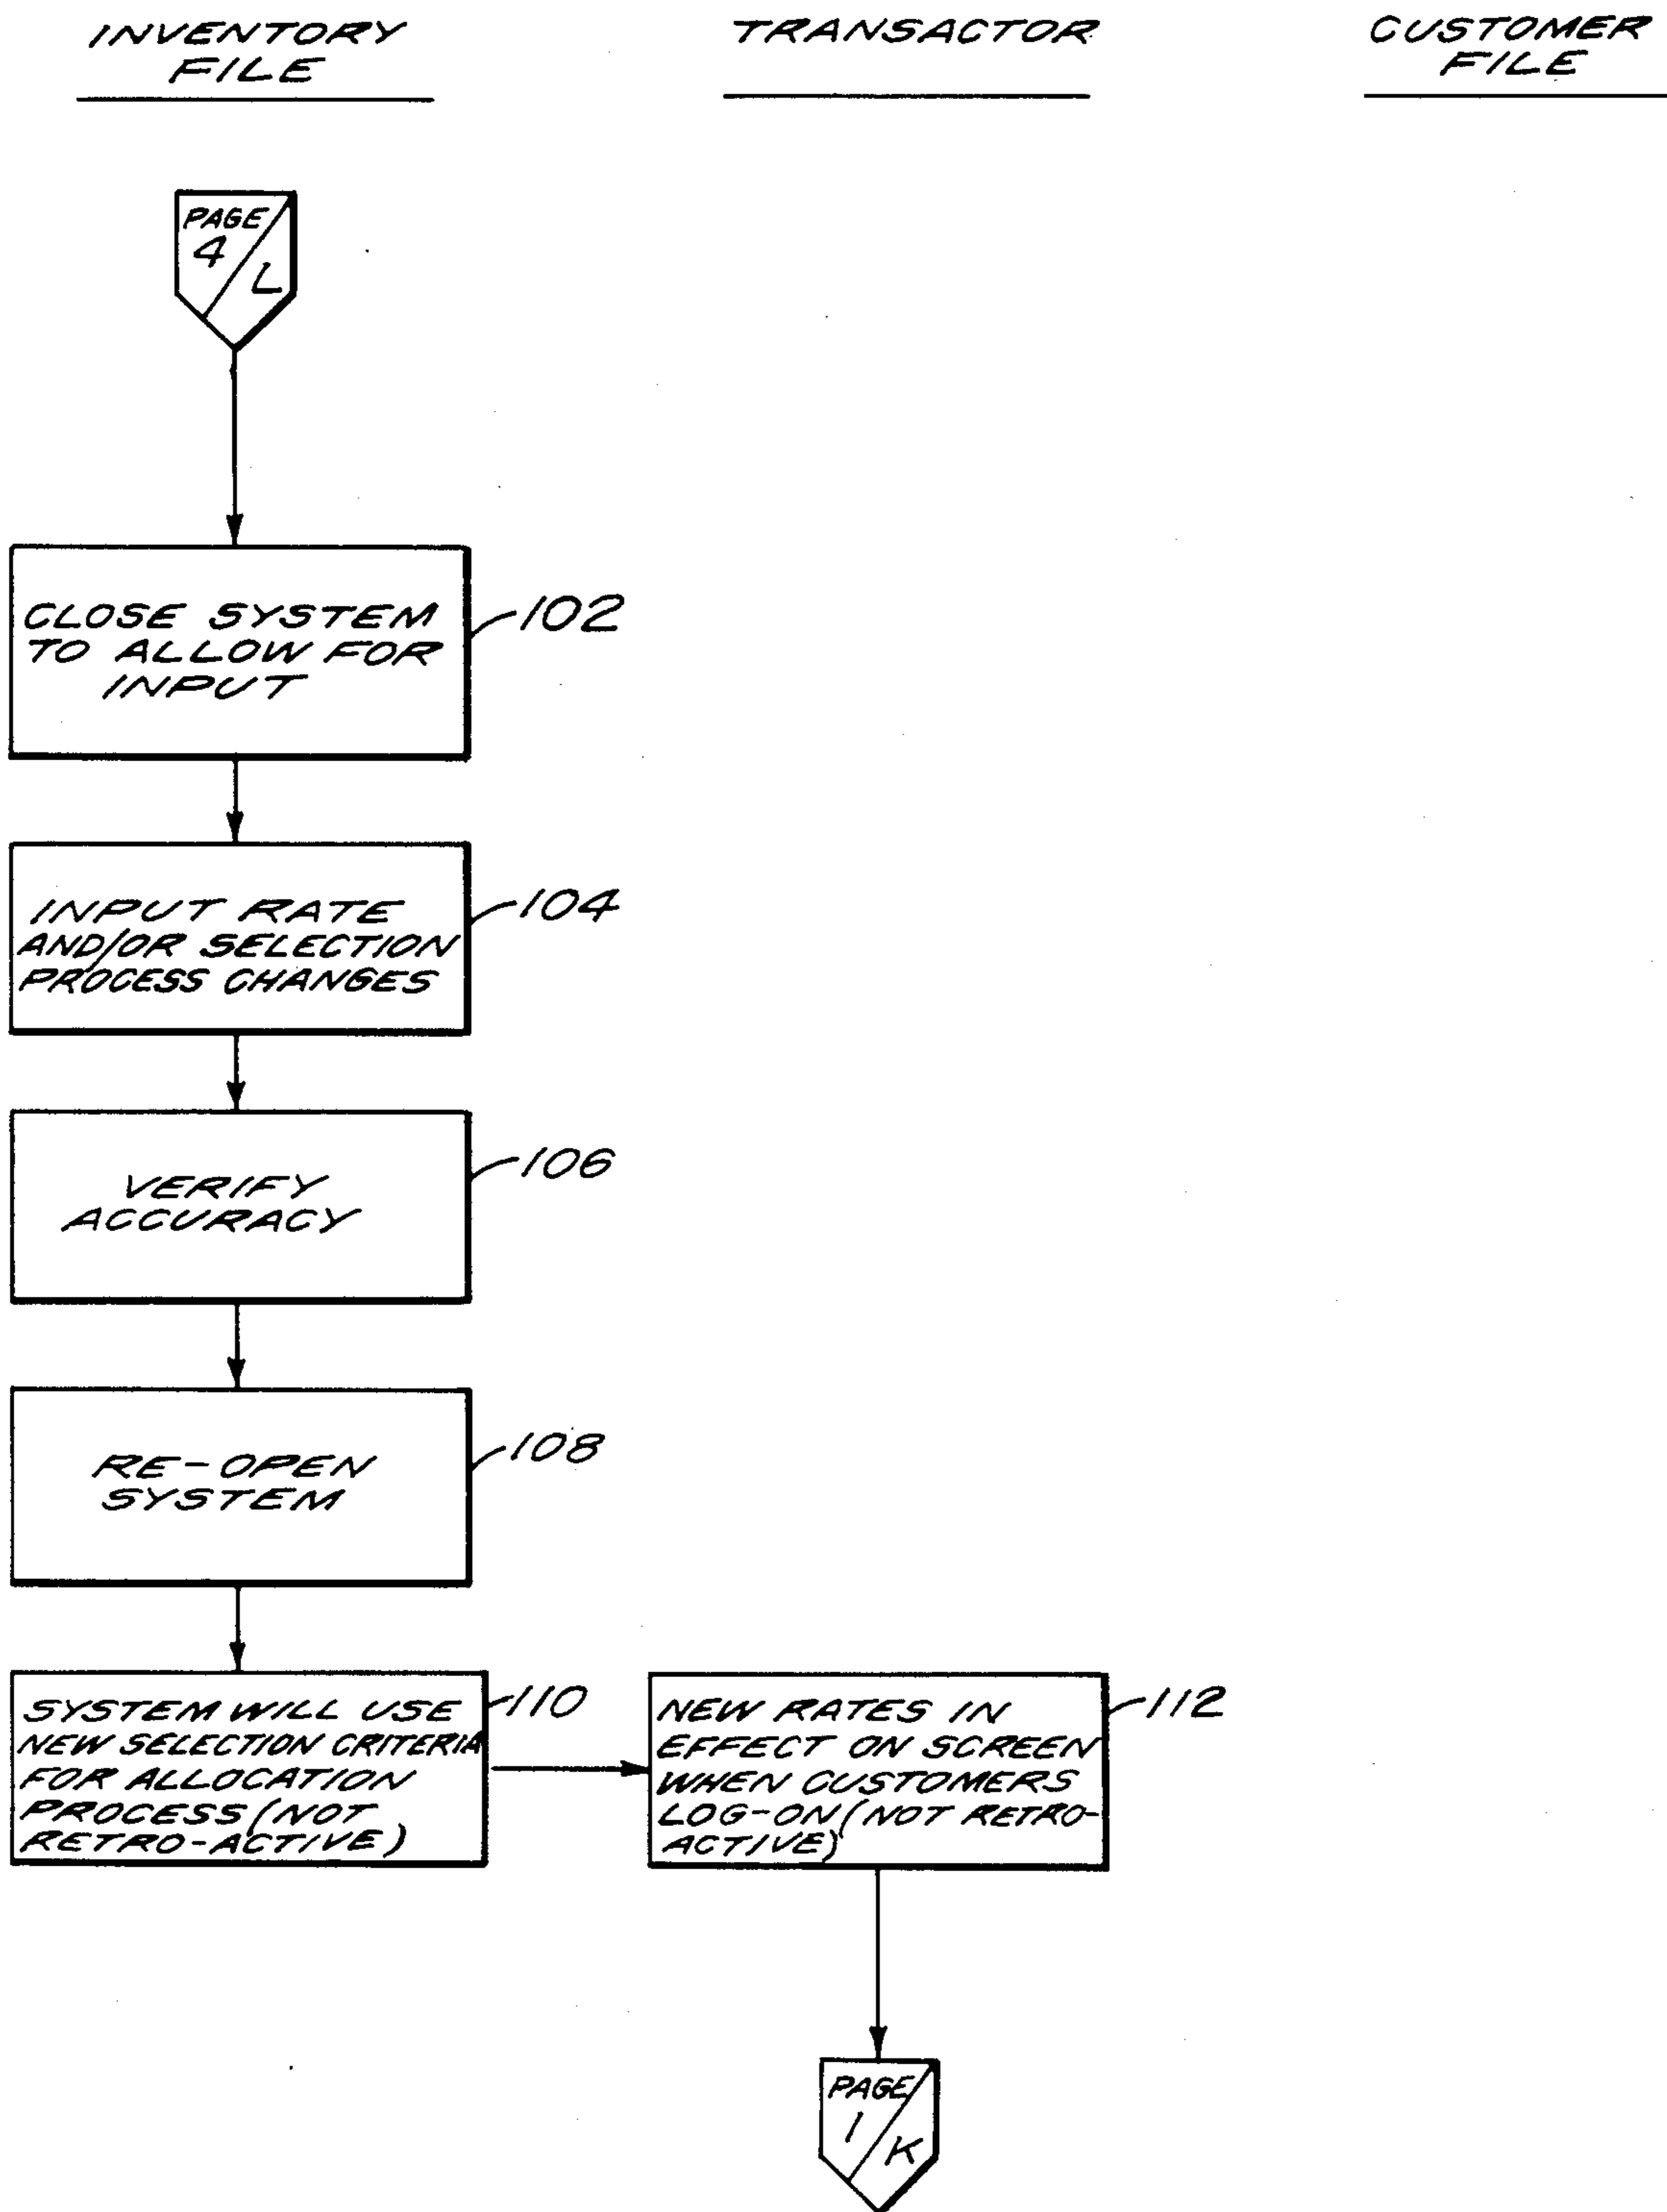 INVENTORY
FILE
TRANSACTOR
CUSTOMER
FILE
PAGE
4
L
CLOSE SYSTEM
TO ALLOW FOR
INPUT
102
INPUT RATE
AND/OR SELECTION
PROCESS CHANGES
104
VERIFY
ACCURACY
106
RE-OPEN
SYSTEM
108
SYSTEM WILL USE
NEW SELECTION CRITERIA
FOR ALLOCATION
PROCESS (NOT
RETRO-ACTIVE)
110
NEW RATES IN
EFFECT ON SCREEN
WHEN CUSTOMERS
LOG-ON (NOT RETRO-
ACTIVE)
112
PAGE
1
K